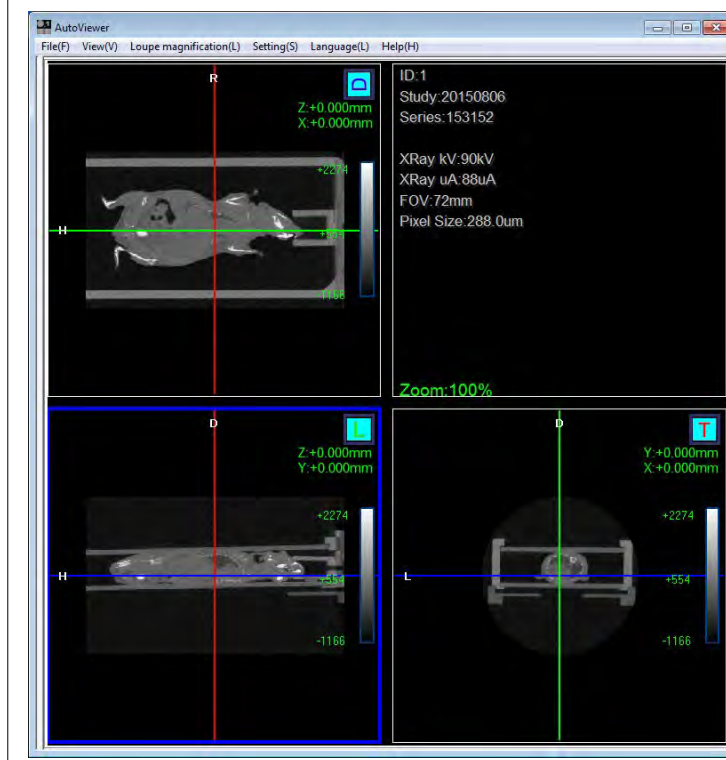 AutoViewer
File(F) View(V) Loupe magnification(L) Setting(S) Language(L) Help(H)
R
D
Z:+0.000mm
X:+0.000mm
+2274
H
+554
-1166
ID:1
Study:20150806
Series:153152
XRay kV:90kV
XRay uA:88uA
FOV:72mm
Pixel Size:288.0um
Zoom:100%
D
L
Z:+0.000mm
Y:+0.000mm
+2274
H
+554
-1166
D
T
Y:+0.000mm
X:+0.000mm
+2274
L
+554
-1166